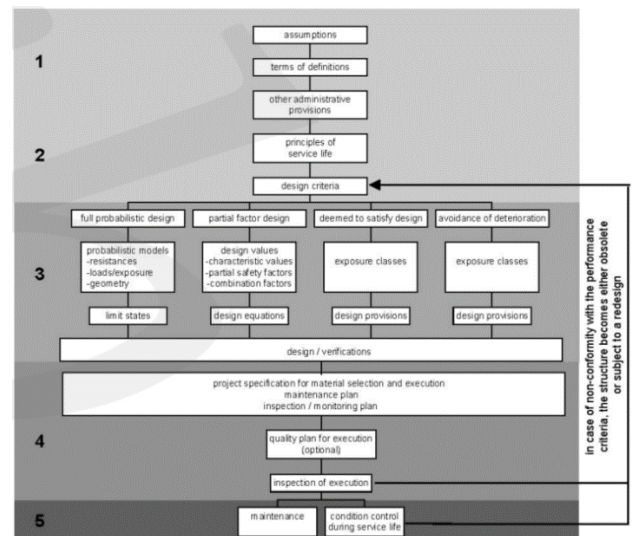 1
assumptions
terms of definitions
other administrative
provisions
2
principles of
service life
design criteria
3
full probabilistic design
partial factor design
deemed to satisfy design
avoidance of deterioration
probabilistic models
-resistances
-loads/exposure
-geometry
design values
-characteristic values
-partial safety factors
-combination factors
exposure classes
exposure classes
limit states
design equations
design provisions
design provisions
design / verifications
4
project specification for material selection and execution
maintenance plan
inspection / monitoring plan
quality plan for execution
(optional)
inspection of execution
5
maintenance
condition control
during service life
in case of non-conformity with the performance
criteria, the structure becomes either obsolete
or subject to a redesign